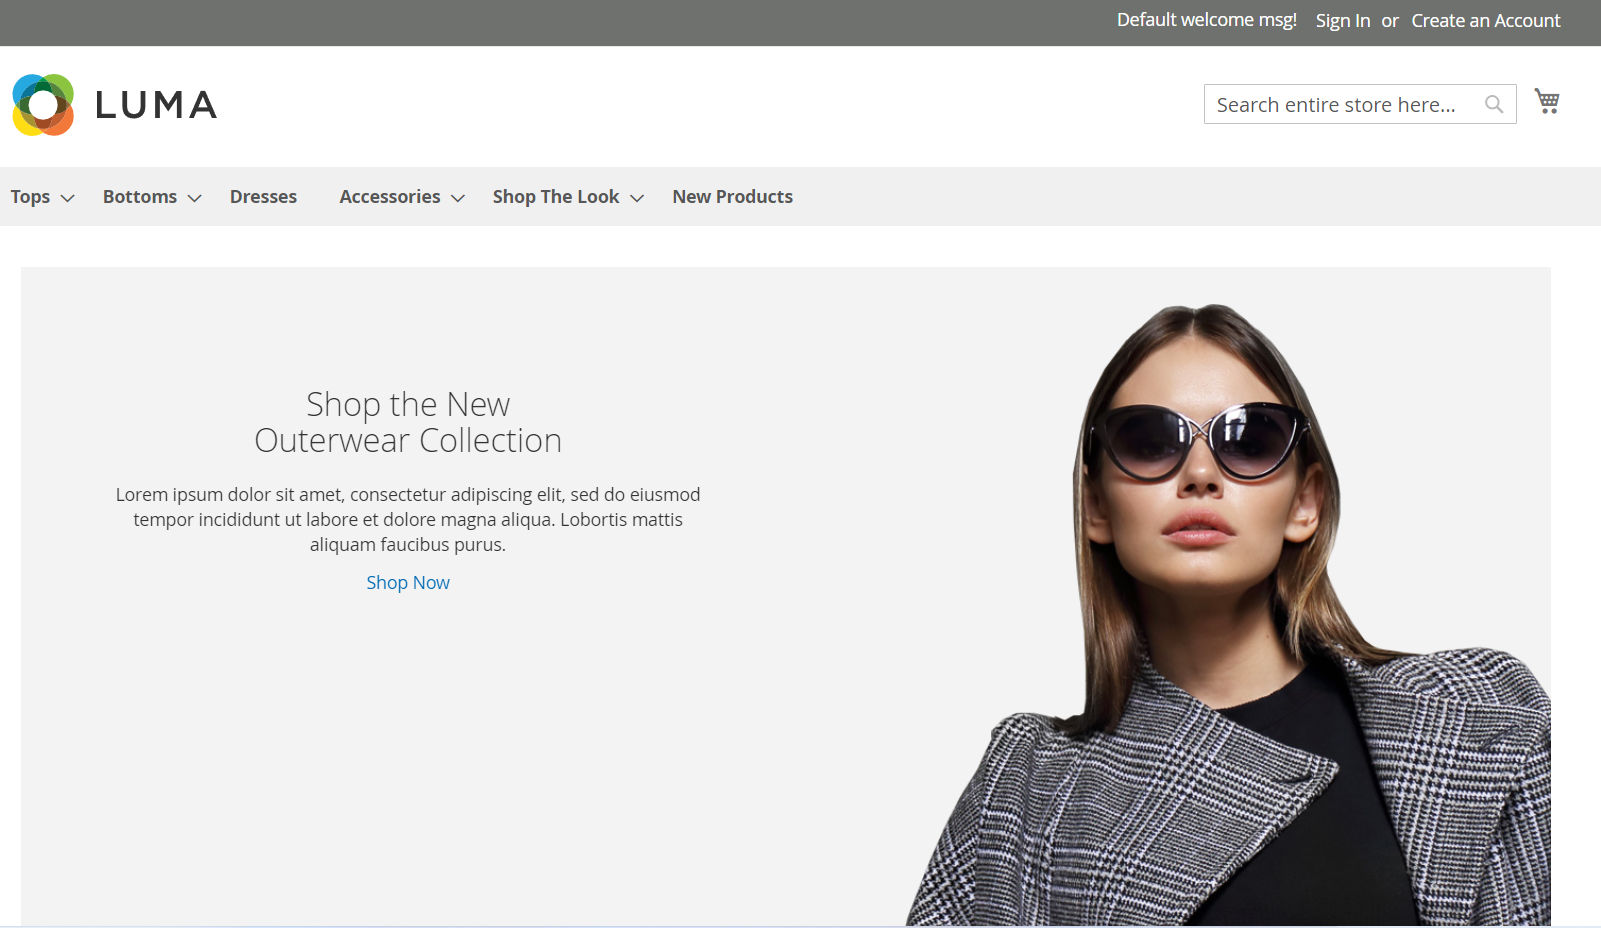 Default welcome msg! Sign In or Create an Account
LUMA
Search entire store here...
Tops Bottoms Dresses Accessories Shop The Look New Products
Shop the New
Outerwear Collection
Lorem ipsum dolor sit amet, consectetur adipiscing elit, sed do eiusmod
tempor incididunt ut labore et dolore magna aliqua. Lobortis mattis
aliquam faucibus purus.
Shop Now